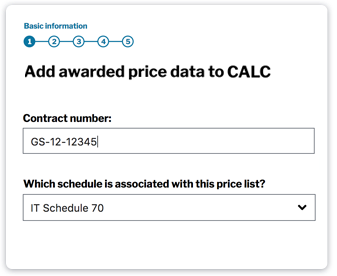 Basic information
1 2 3 4 5
Add awarded price data to CALC
Contract number:
GS-12-12345
Which schedule is associated with this price list?
IT Schedule 70